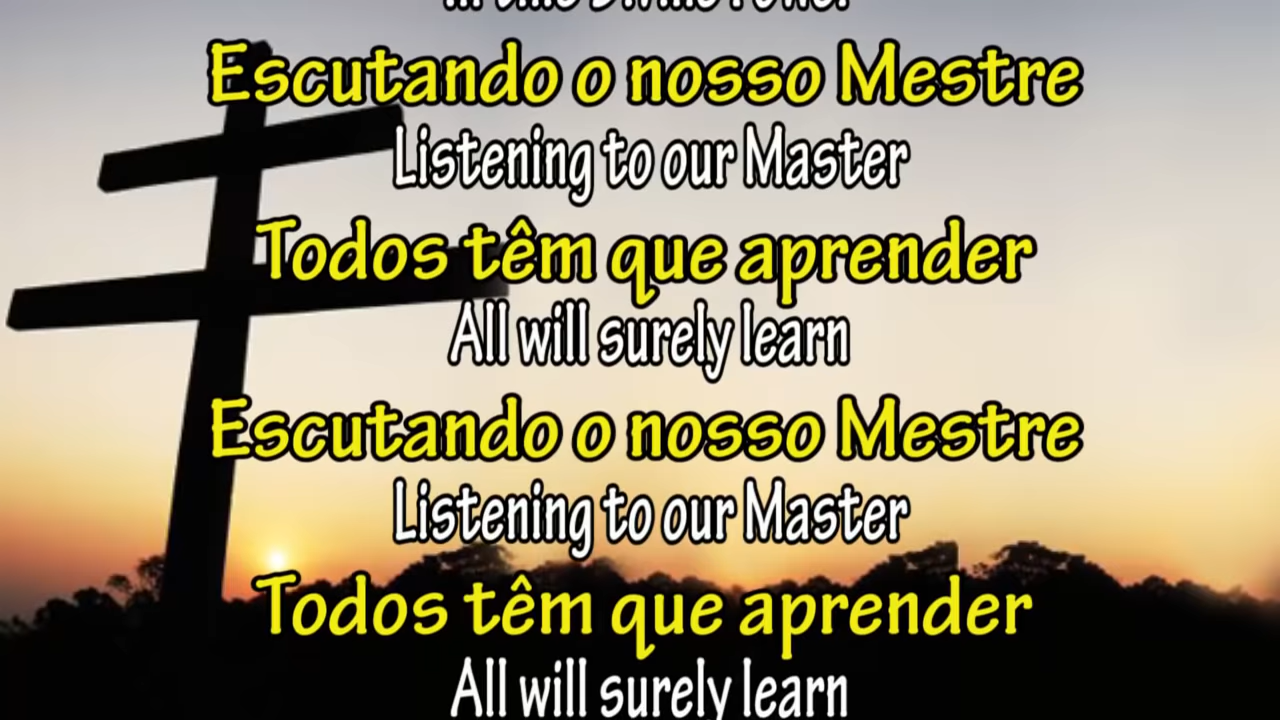 Escutando o nosso Mestre
Listening to our Master
Todos têm que aprender
All will surely learn
Escutando o nosso Mestre
Listening to our Master
Todos têm que aprender
All will surely learn